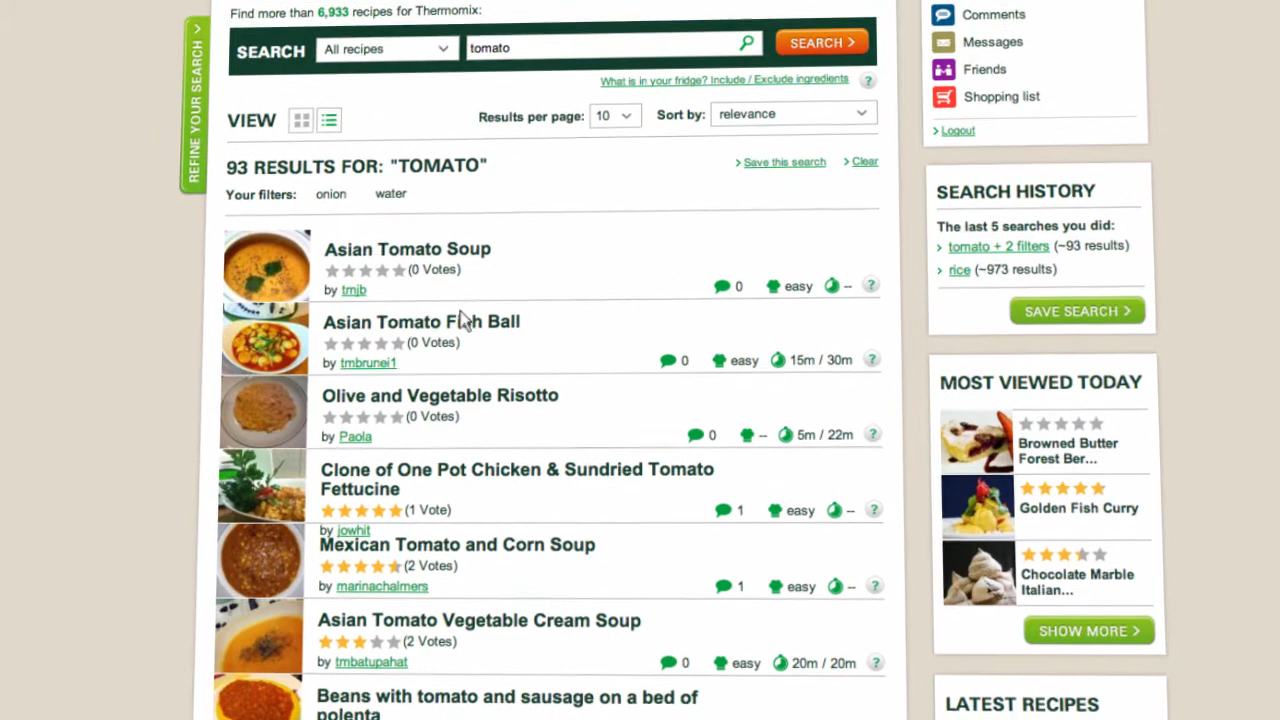 Find more than 6,933 recipes for Thermomix:
REFINE YOUR SEARCH >
SEARCH All recipes tomato SEARCH >
What is in your fridge? Include / Exclude ingredients ?
VIEW Results per page: 10 Sort by: relevance
93 RESULTS FOR: "TOMATO" > Save this search > Clear
Your filters: onion water
Asian Tomato Soup
(0 Votes)
by tmjb 0 easy -- ?
Asian Tomato Fish Ball
(0 Votes)
by tmbrunei1 0 easy 15m / 30m ?
Olive and Vegetable Risotto
(0 Votes)
by Paola 0 -- 5m / 22m ?
Clone of One Pot Chicken & Sundried Tomato
Fettucine
(1 Vote) 1 easy -- ?
by jowhit
Mexican Tomato and Corn Soup
(2 Votes)
by marinachalmers 1 easy -- ?
Asian Tomato Vegetable Cream Soup
(2 Votes)
by tmbatupahat 0 easy 20m / 20m ?
Beans with tomato and sausage on a bed of
polenta
Comments
Messages
Friends
Shopping list
> Logout
SEARCH HISTORY
The last 5 searches you did:
> tomato + 2 filters (~93 results)
> rice (~973 results)
SAVE SEARCH >
MOST VIEWED TODAY
Browned Butter
Forest Ber...
Golden Fish Curry
Chocolate Marble
Italian...
SHOW MORE >
LATEST RECIPES